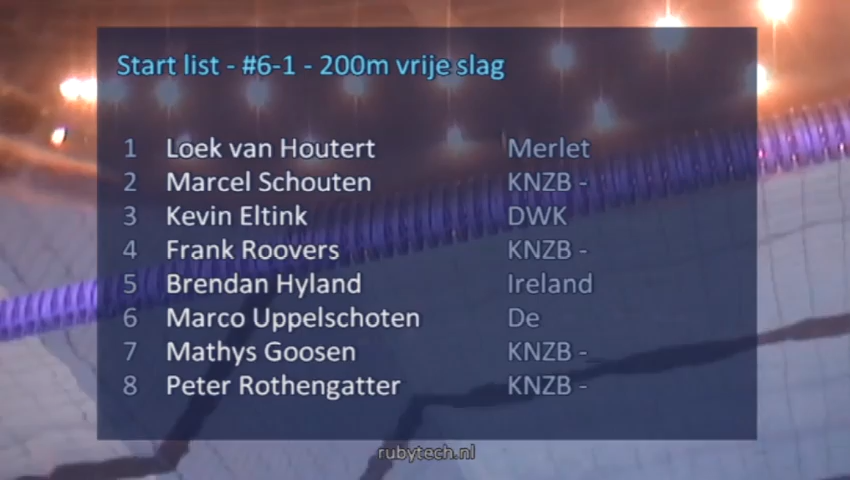 Start list - #6-1 - 200m vrije slag
1 Loek van Houtert Merlet
2 Marcel Schouten KNZB -
3 Kevin Eltink DWK
4 Frank Roovers KNZB -
5 Brendan Hyland Ireland
6 Marco Uppelschoten De
7 Mathys Goosen KNZB -
8 Peter Rothengatter KNZB -
rubytech.nl